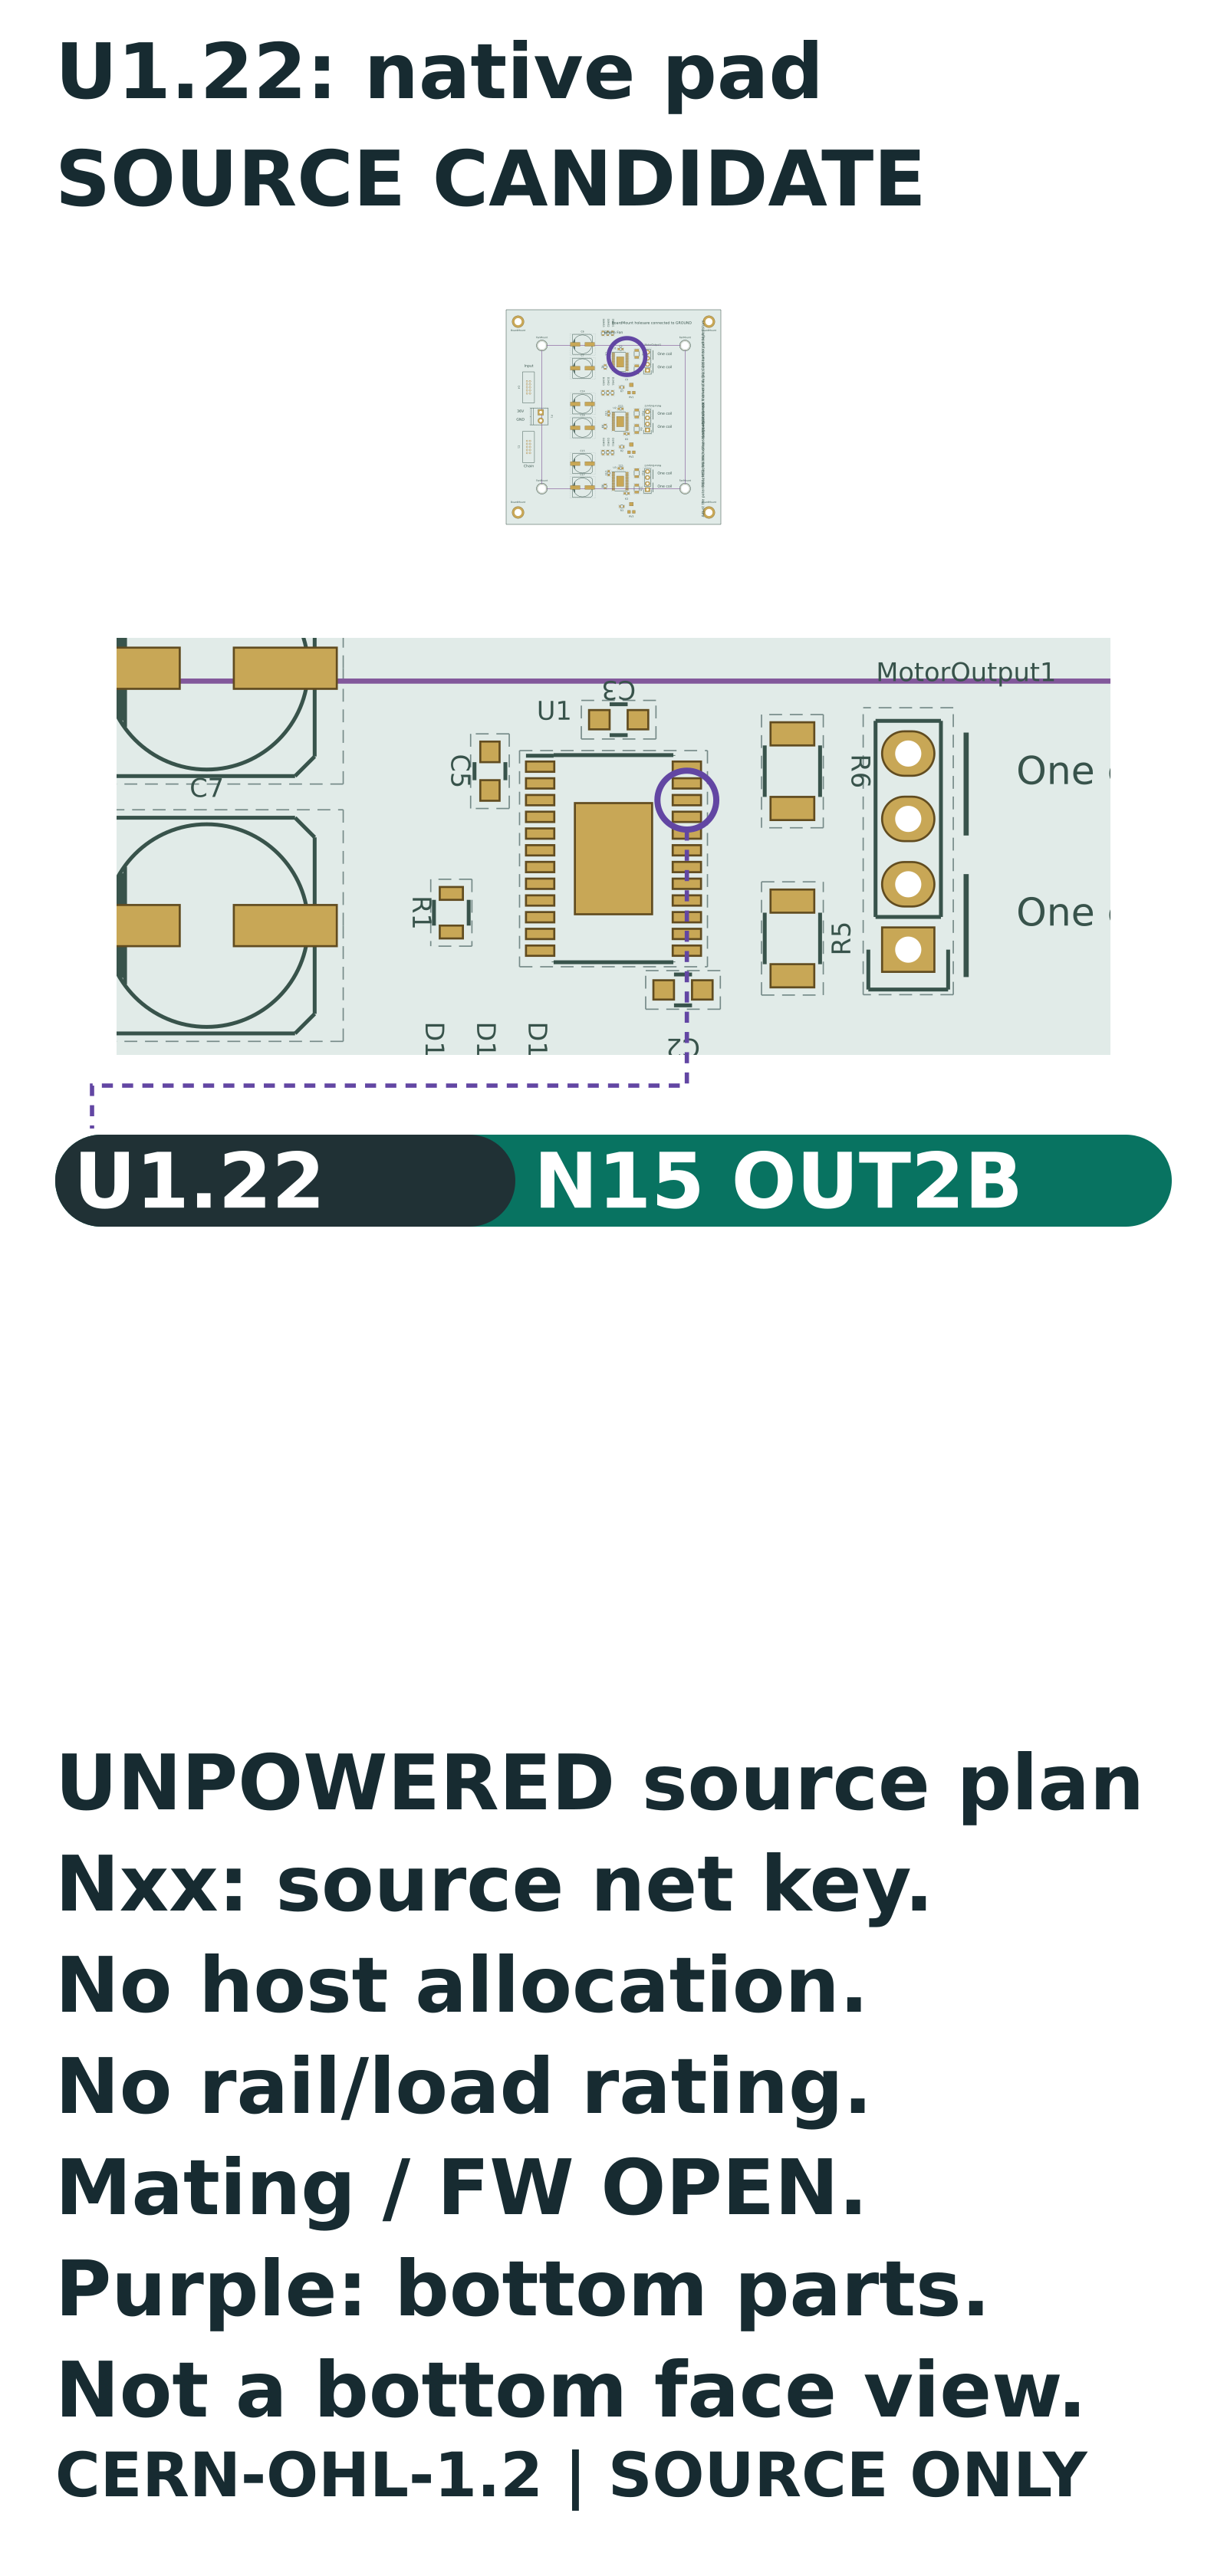 U1.22: native pad
SOURCE CANDIDATE
MotorOutput1
C3
U1
C5
R6
One
C7
R1
One
R5
D1
D1
D1
C2
U1.22
N15 OUT2B
UNPOWERED source plan
Nxx: source net key.
No host allocation.
No rail/load rating.
Mating / FW OPEN.
Purple: bottom parts.
Not a bottom face view.
CERN-OHL-1.2 | SOURCE ONLY